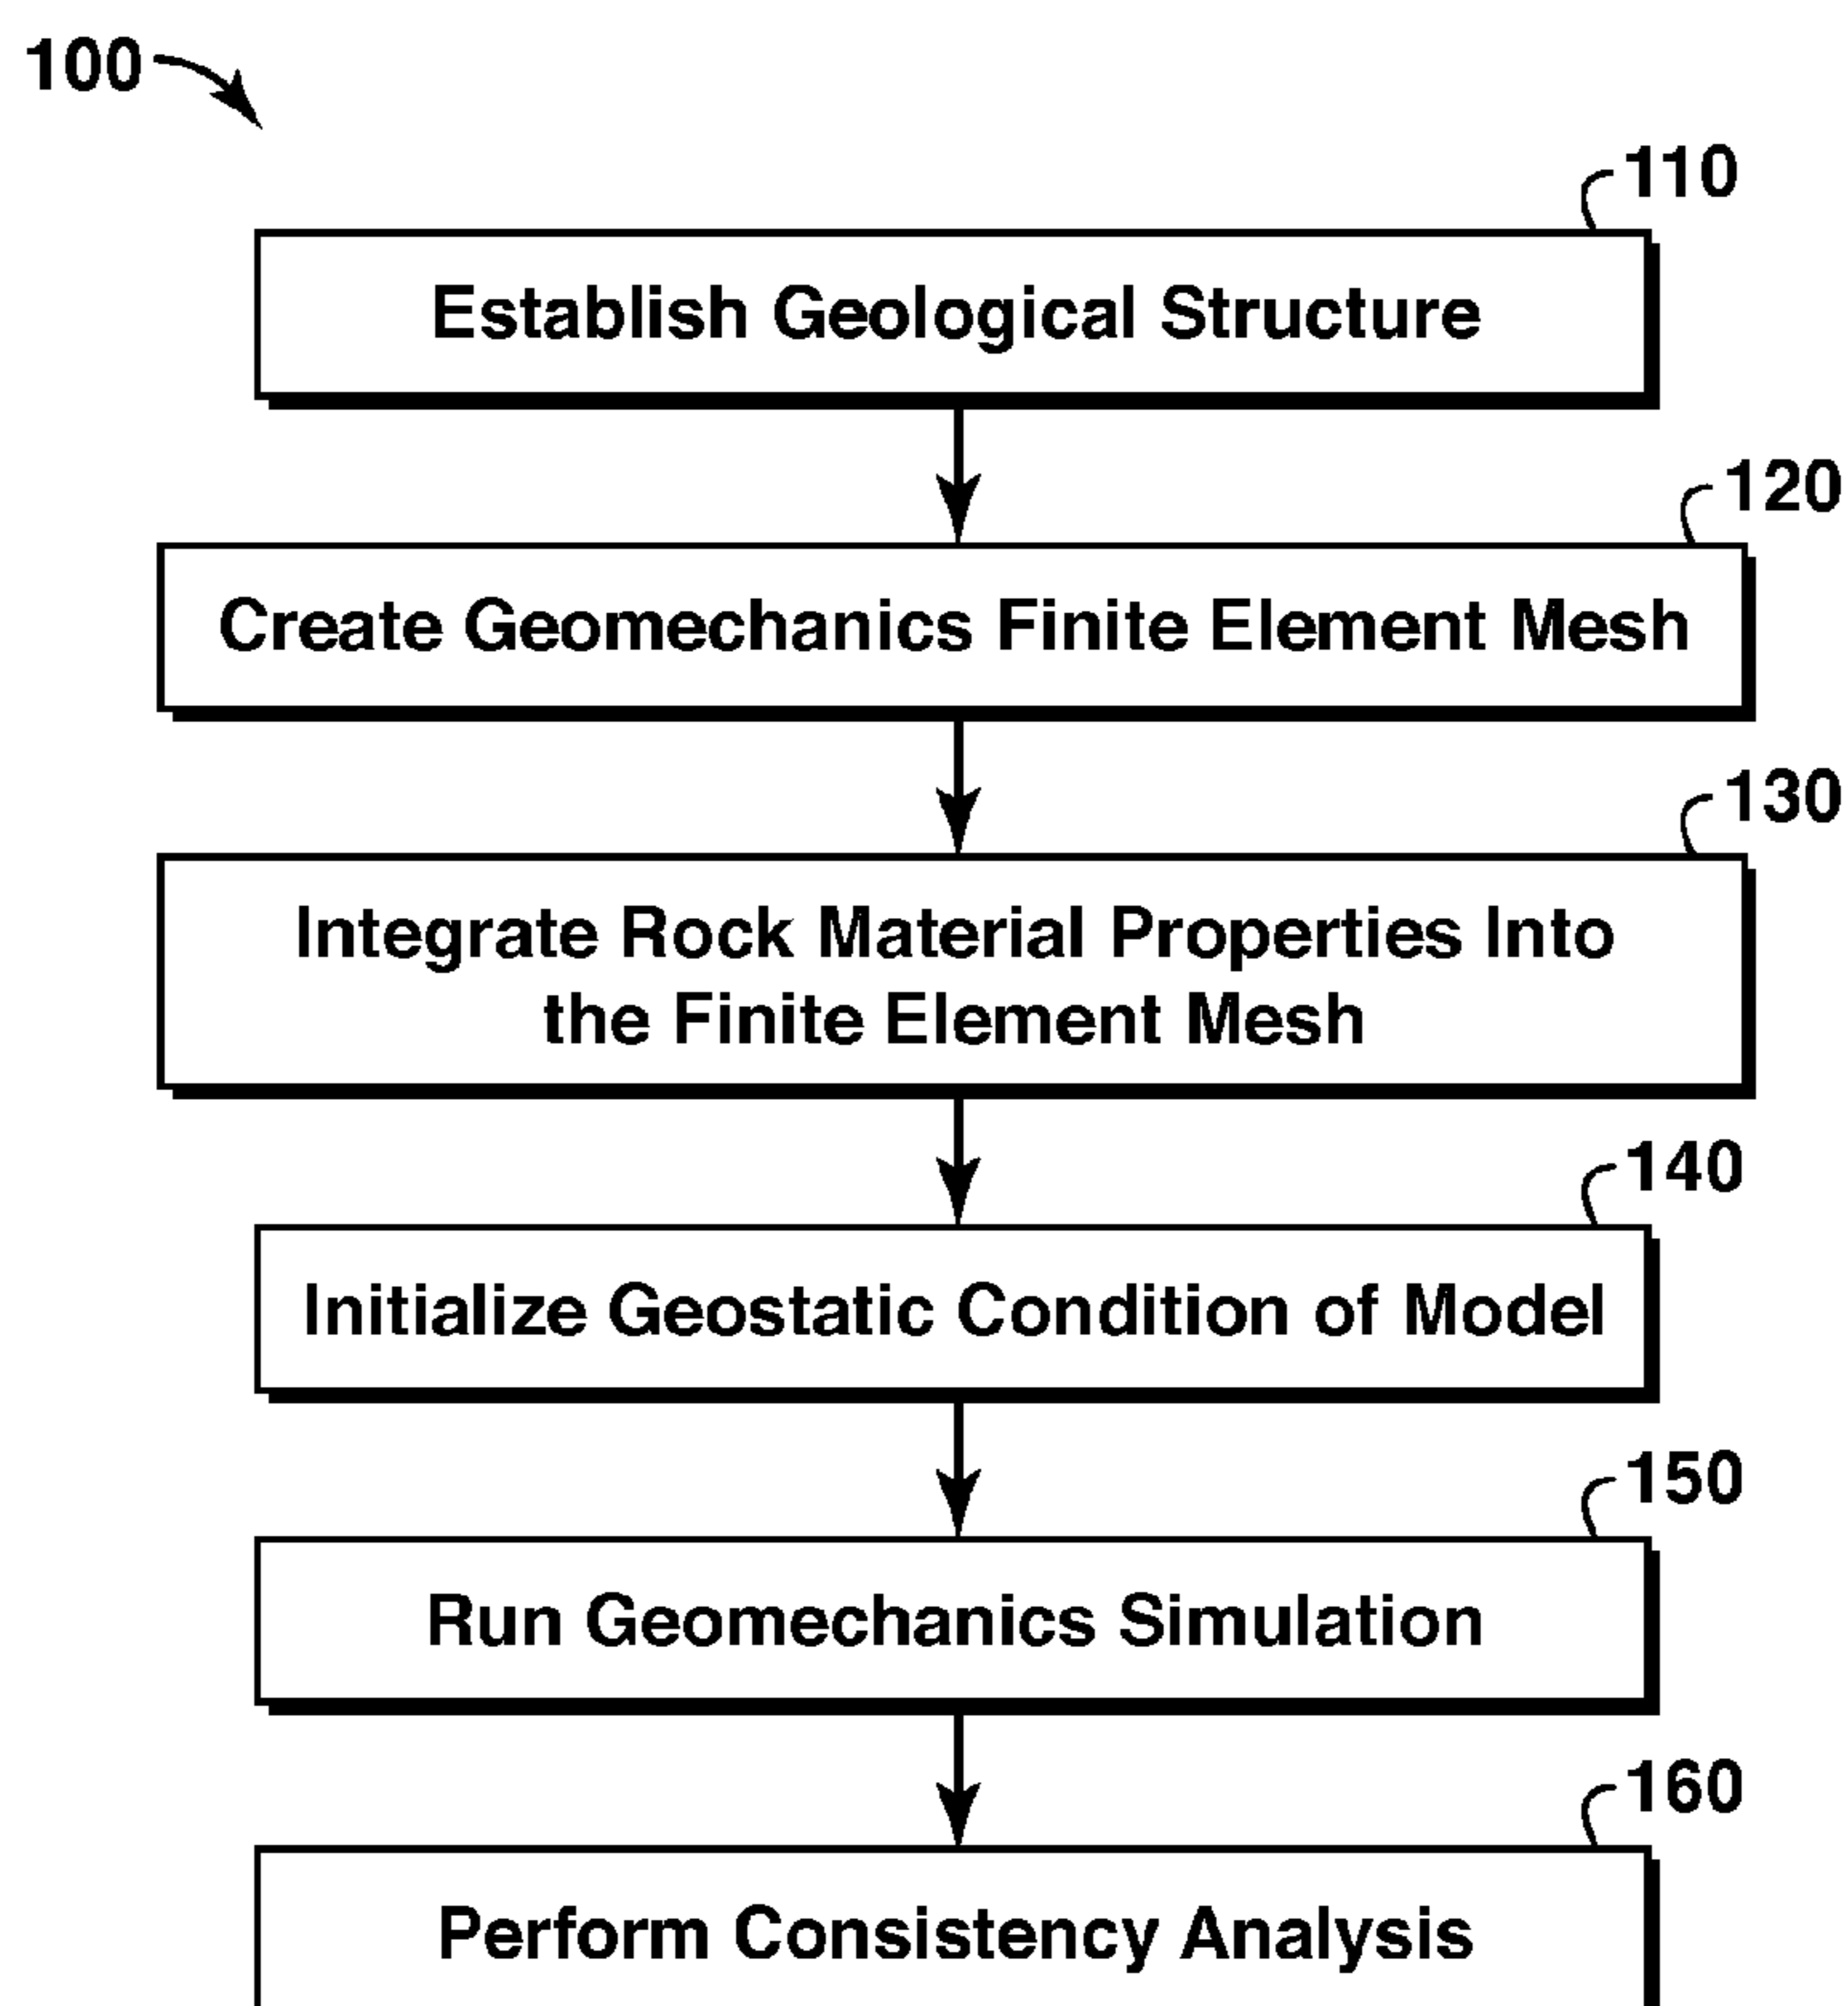 100
110
Establish Geological Structure
120
Create Geomechanics Finite Element Mesh
130
Integrate Rock Material Properties Into
the Finite Element Mesh
140
Initialize Geostatic Condition of Model
150
Run Geomechanics Simulation
160
Perform Consistency Analysis